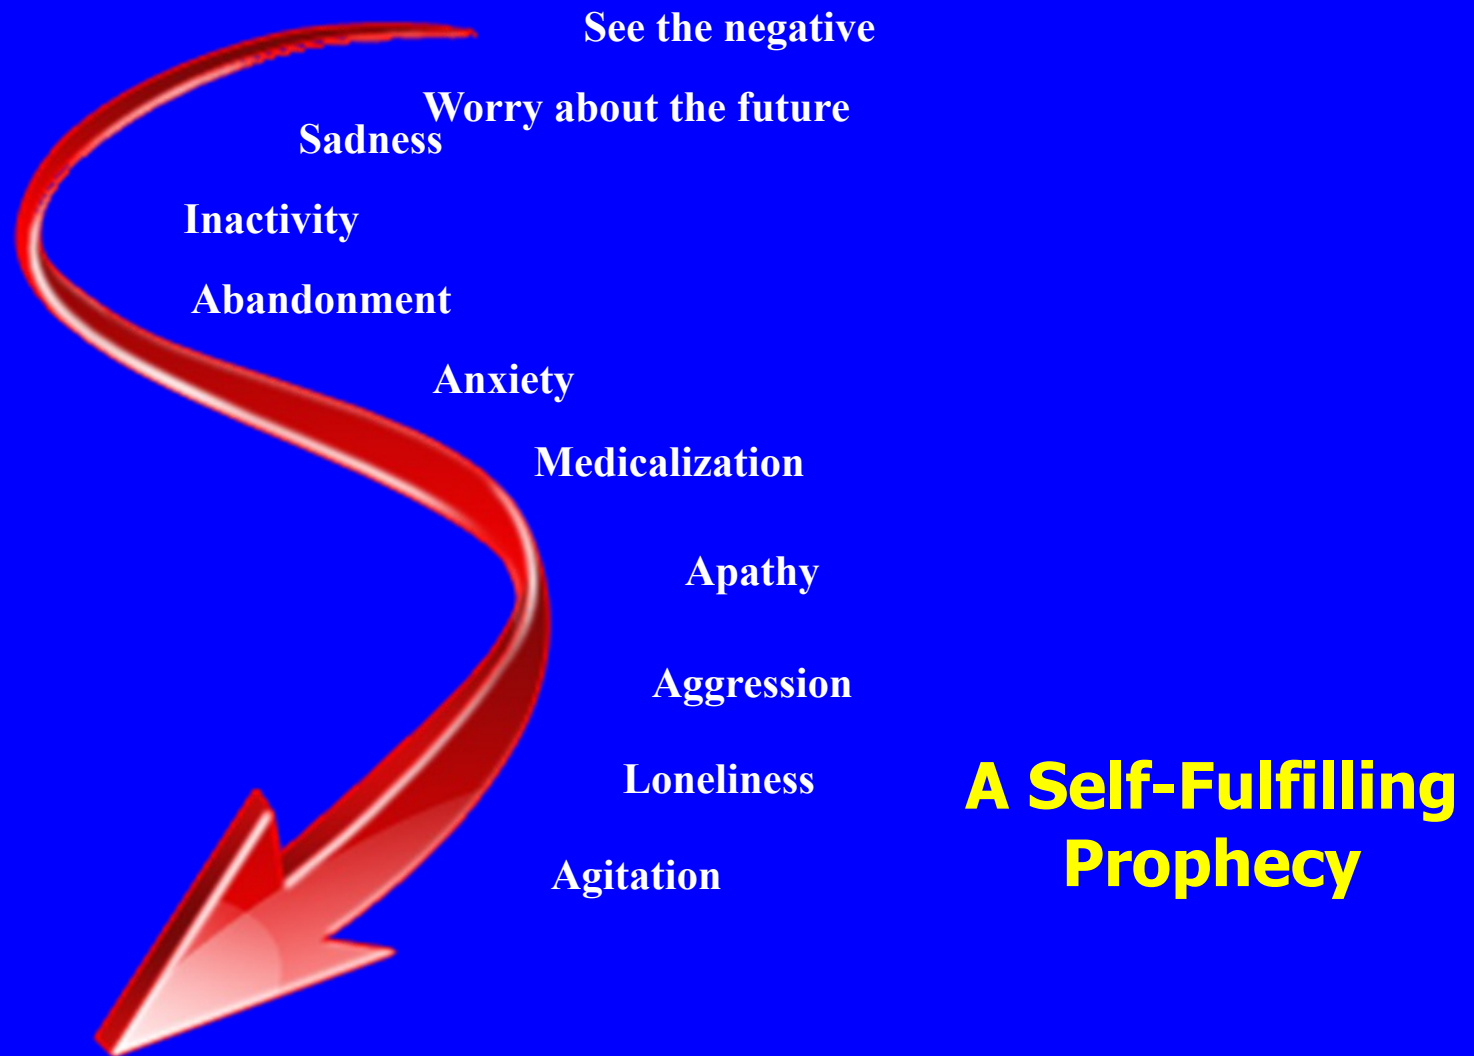 See the negative
Worry about the future
Sadness
Inactivity
Abandonment
Anxiety
Medicalization
Apathy
Aggression
Loneliness
Agitation
A Self-Fulfilling
Prophecy